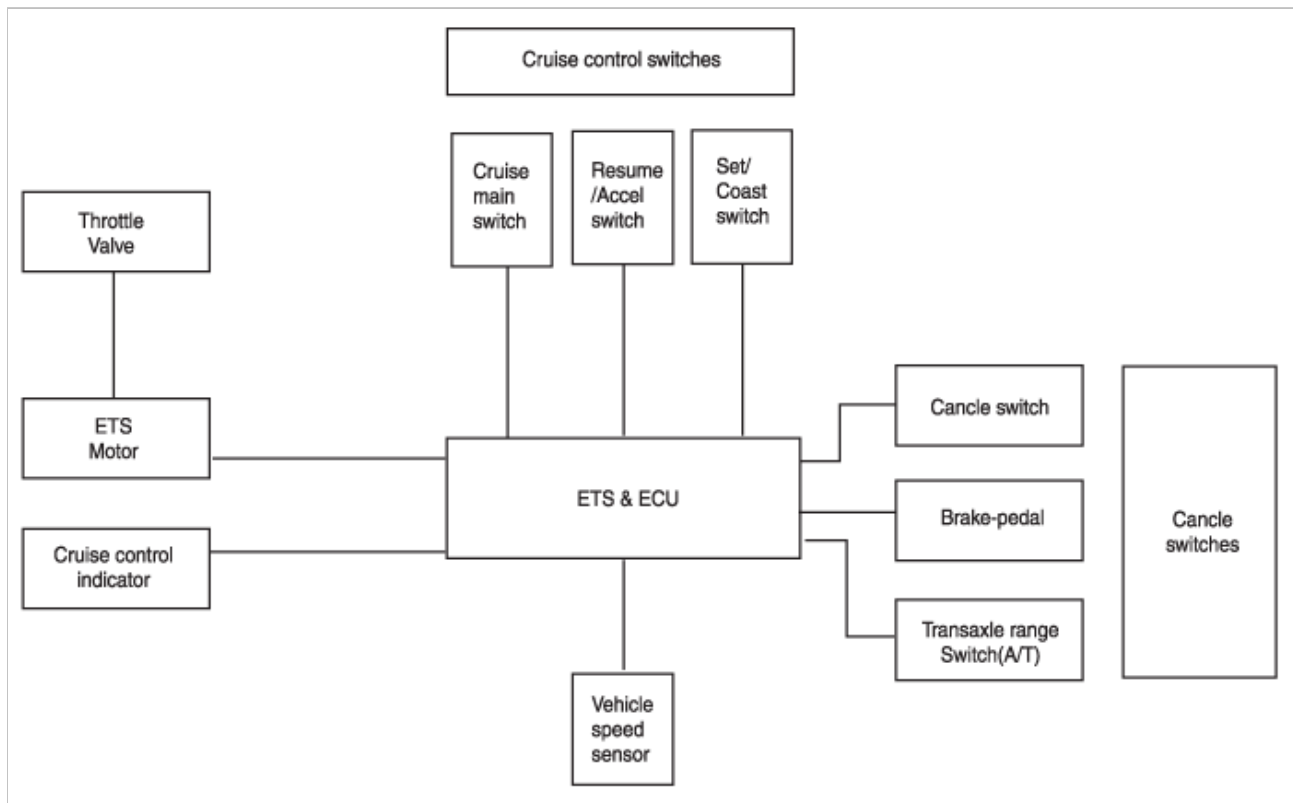 Cruise control switches
Cruise
main
switch
Resume
/Accel
switch
Set/
Coast
switch
Throttle
Valve
ETS
Motor
Cruise control
indicator
ETS & ECU
Cancle switch
Brake-pedal
Transaxle range
Switch(A/T)
Cancle
switches
Vehicle
speed
sensor